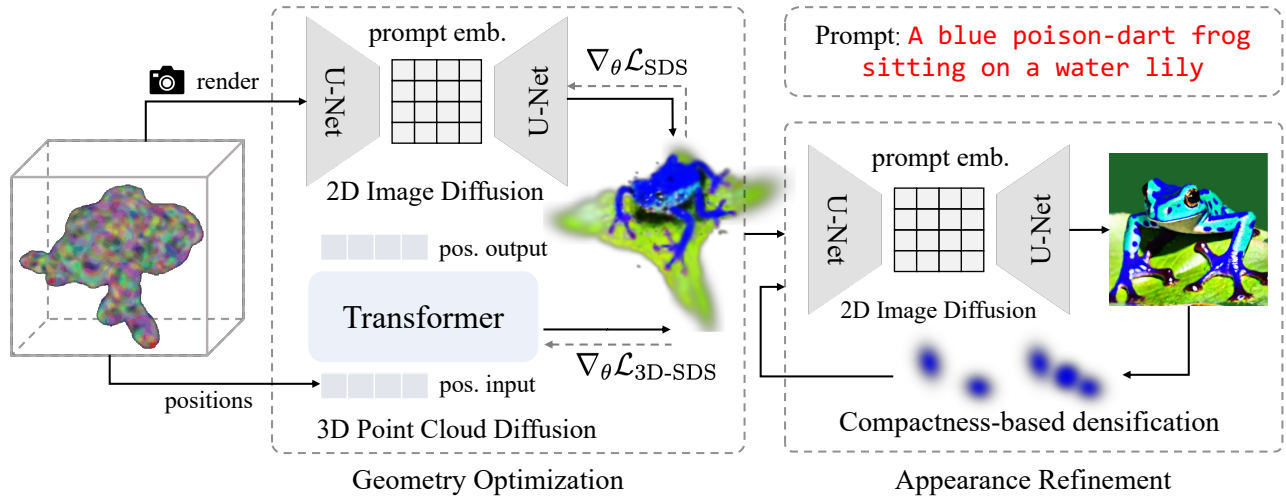 render
positions
U-Net
prompt emb.
U-Net
2D Image Diffusion
∇θℒSDS
pos. output
Transformer
∇θℒ3D-SDS
pos. input
3D Point Cloud Diffusion
Geometry Optimization
Prompt: A blue poison-dart frog
sitting on a water lily
U-Net
prompt emb.
U-Net
2D Image Diffusion
Compactness-based densification
Appearance Refinement